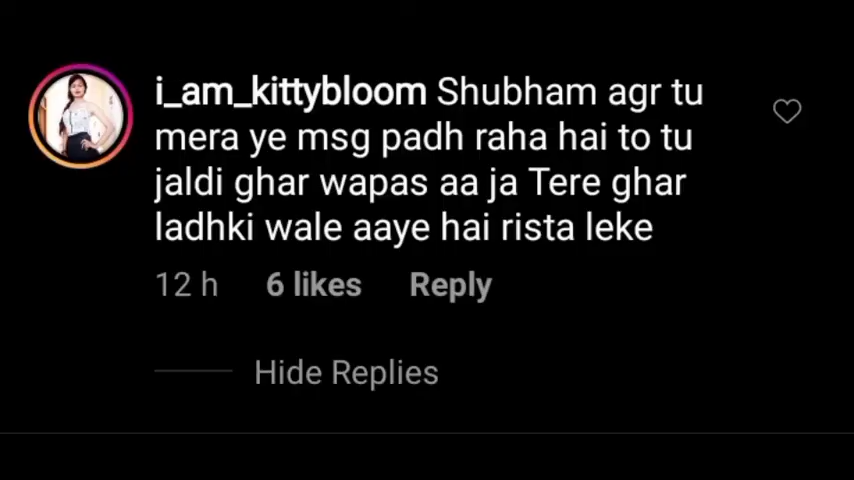 i_am_kittybloom Shubham agr tu
mera ye msg padh raha hai to tu
jaldi ghar wapas aa ja Tere ghar
ladhki wale aaye hai rista leke
12 h 6 likes Reply
Hide Replies